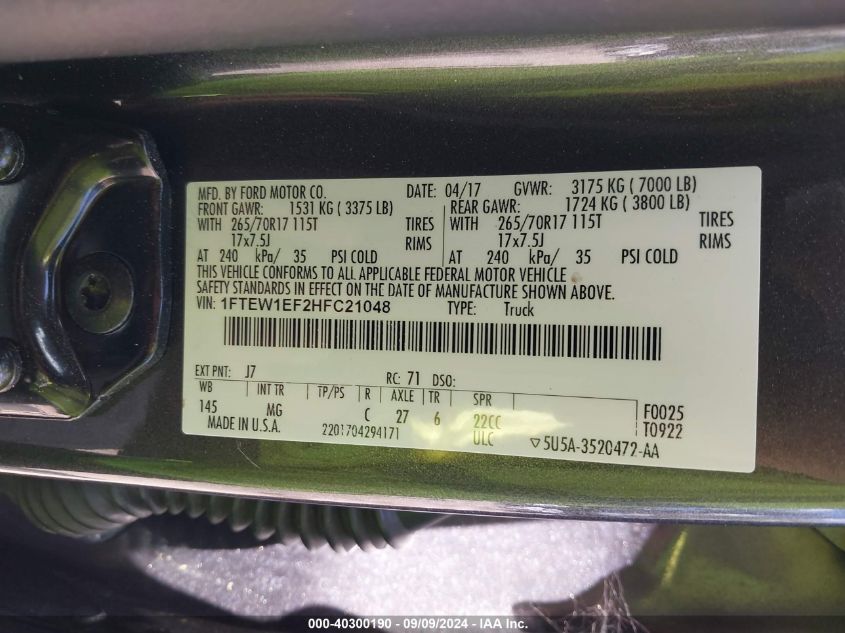 MFD. BY FORD MOTOR CO. DATE: 04/17 GVWR: 3175 KG ( 7000 LB)
FRONT GAWR: 1531 KG ( 3375 LB) REAR GAWR: 1724 KG ( 3800 LB)
WITH 265/70R17 115T TIRES WITH 265/70R17 115T TIRES
17x7.5J RIMS 17x7.5J RIMS
AT 240 kPa/ 35 PSI COLD AT 240 kPa/ 35 PSI COLD
THIS VEHICLE CONFORMS TO ALL APPLICABLE FEDERAL MOTOR VEHICLE
SAFETY STANDARDS IN EFFECT ON THE DATE OF MANUFACTURE SHOWN ABOVE.
VIN: 1FTEW1EF2HFC21048 TYPE: Truck
EXT PNT: J7 RC: 71 DSO:
WB INT TR TP/PS R AXLE TR SPR
145 MG C 27 6 22CC F0025
MADE IN U.S.A. 2201704294171 ULC T0922
▽5U5A-3520472-AA
000-40300190 - 09/09/2024 - IAA Inc.